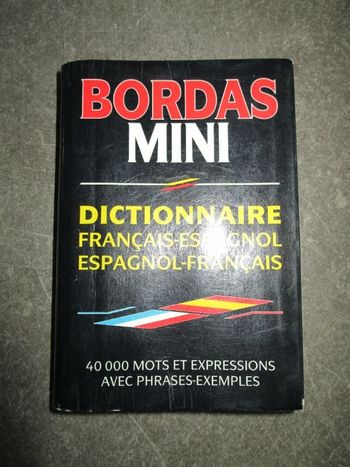 BORDAS
MINI
DICTIONNAIRE
FRANÇAIS-ESPAGNOL
ESPAGNOL-FRANÇAIS
40 000 MOTS ET EXPRESSIONS
AVEC PHRASES-EXEMPLES